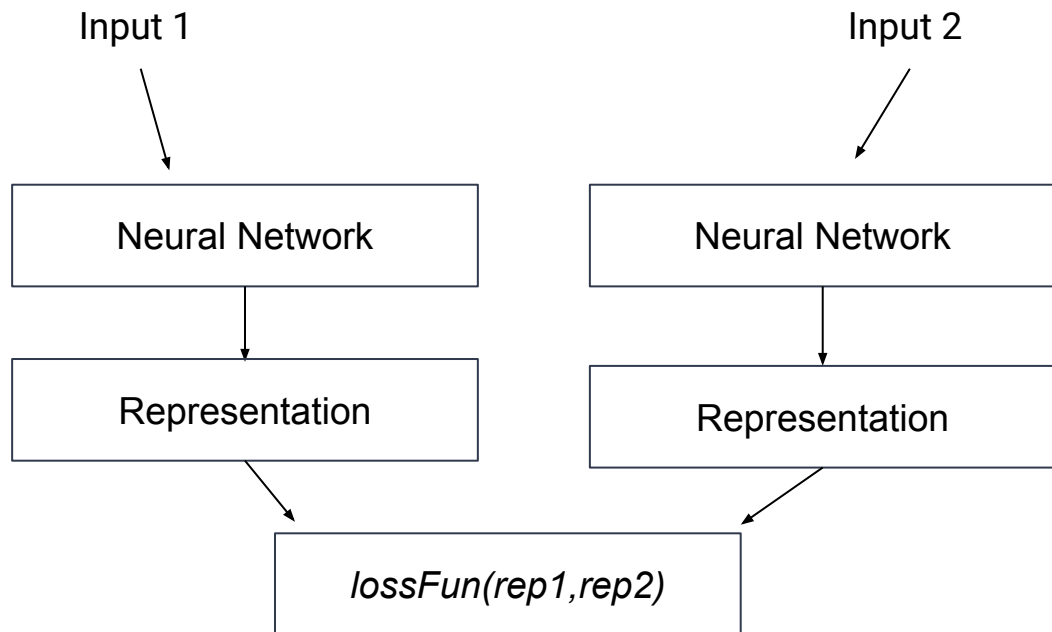 Input 1
Input 2
Neural Network
Neural Network
Representation
Representation
lossFun(rep1,rep2)